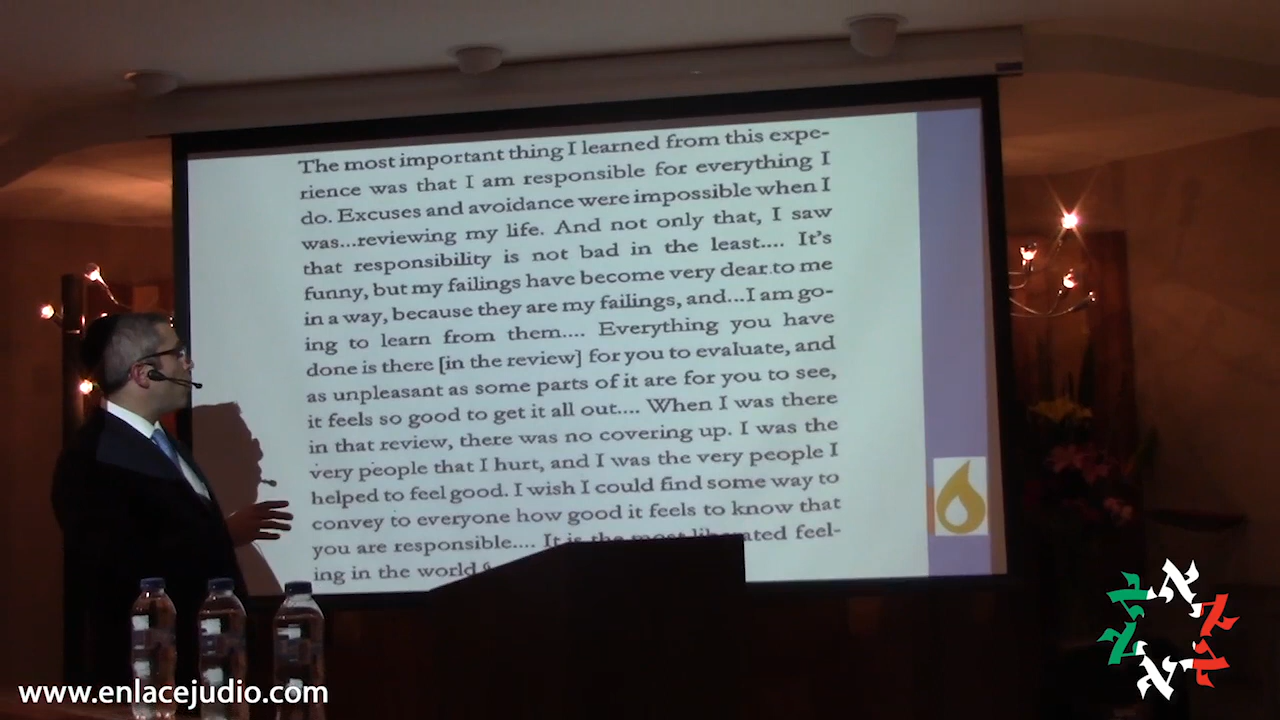 The most important thing I learned from this expe-
rience was that I am responsible for everything I
do. Excuses and avoidance were impossible when I
was...reviewing my life. And not only that, I saw
that responsibility is not bad in the least.... It's
funny, but my failings have become very dear to me
in a way, because they are my failings, and...I am go-
ing to learn from them.... Everything you have
done is there [in the review] for you to evaluate, and
as unpleasant as some parts of it are for you to see,
it feels so good to get it all out.... When I was there
in that review, there was no covering up. I was the
very people that I hurt, and I was the very people I
helped to feel good. I wish I could find some way to
convey to everyone how good it feels to know that
you are responsible.... It is the most liberated feel-
ing in the world
www.enlacejudio.com